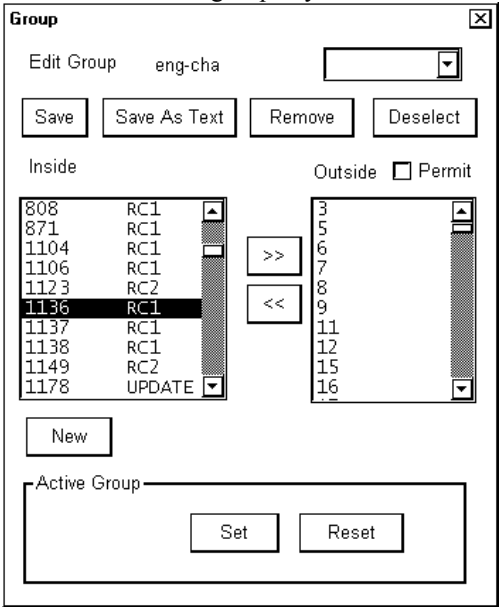 Group
Edit Group eng-cha
Save Save As Text Remove Deselect
Inside Outside Permit
808 RC1 3
871 RC1 5
1104 RC1 6
1106 RC1 7
1123 RC2 8
1136 RC1 9
1137 RC1 11
1138 RC1 12
1149 RC2 15
1178 UPDATE 16
>>
<<
New
Active Group
Set Reset